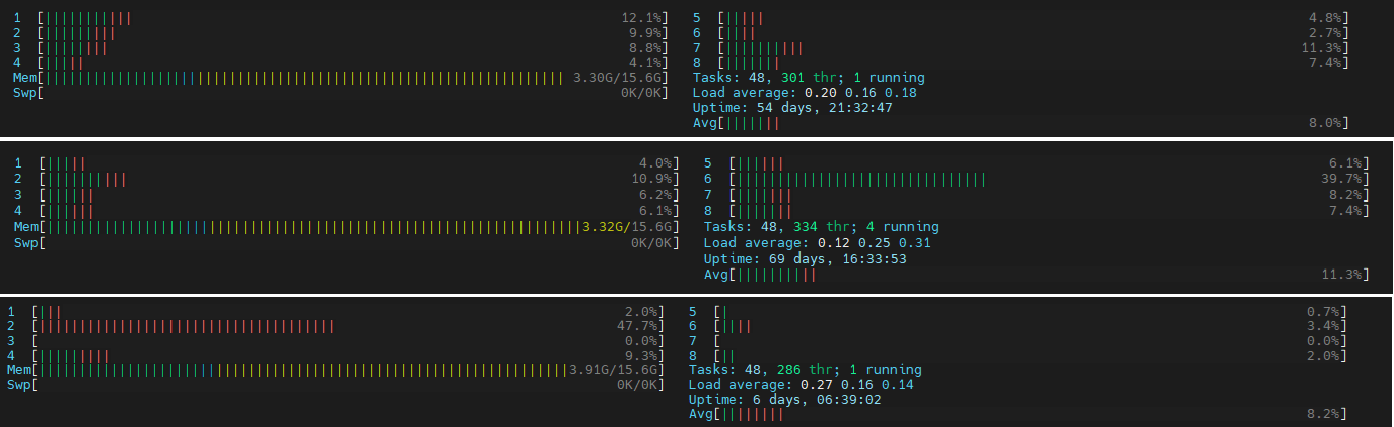 1 [||||||||||| 12.1%] 5 [||||| 4.8%]
2 [||||||||| 9.9%] 6 [|||| 2.7%]
3 [|||||||| 8.8%] 7 [|||||||||| 11.3%]
4 [||||| 4.1%] 8 [||||||| 7.4%]
Mem[||||||||||||||||||||||||||||||||||||||||||||||||||||||||||||||||| 3.30G/15.6G] Tasks: 48, 301 thr; 1 running
Swp[ 0K/0K] Load average: 0.20 0.16 0.18
Uptime: 54 days, 21:32:47
Avg[||||||| 8.0%]
1 [||||| 4.0%] 5 [|||||| 6.1%]
2 [|||||||||| 10.9%] 6 [||||||||||||||||||||||||||||||| 39.7%]
3 [|||||| 6.2%] 7 [||||||| 8.2%]
4 [|||||| 6.1%] 8 [||||||| 7.4%]
Mem[|||||||||||||||||||||||||||||||||||||||||||||||||||||||||||||||||||3.32G/15.6G] Tasks: 48, 334 thr; 4 running
Swp[ 0K/0K] Load average: 0.12 0.25 0.31
Uptime: 69 days, 16:33:53
Avg[|||||||||| 11.3%]
1 [||| 2.0%] 5 [| 0.7%]
2 [||||||||||||||||||||||||||||||||||||| 47.7%] 6 [|||| 3.4%]
3 [ 0.0%] 7 [ 0.0%]
4 [||||||||| 9.3%] 8 [|| 2.0%]
Mem[|||||||||||||||||||||||||||||||||||||||||||||||||||||||||||||||||||3.91G/15.6G] Tasks: 48, 286 thr; 1 running
Swp[ 0K/0K] Load average: 0.27 0.16 0.14
Uptime: 6 days, 06:39:02
Avg[|||||||| 8.2%]